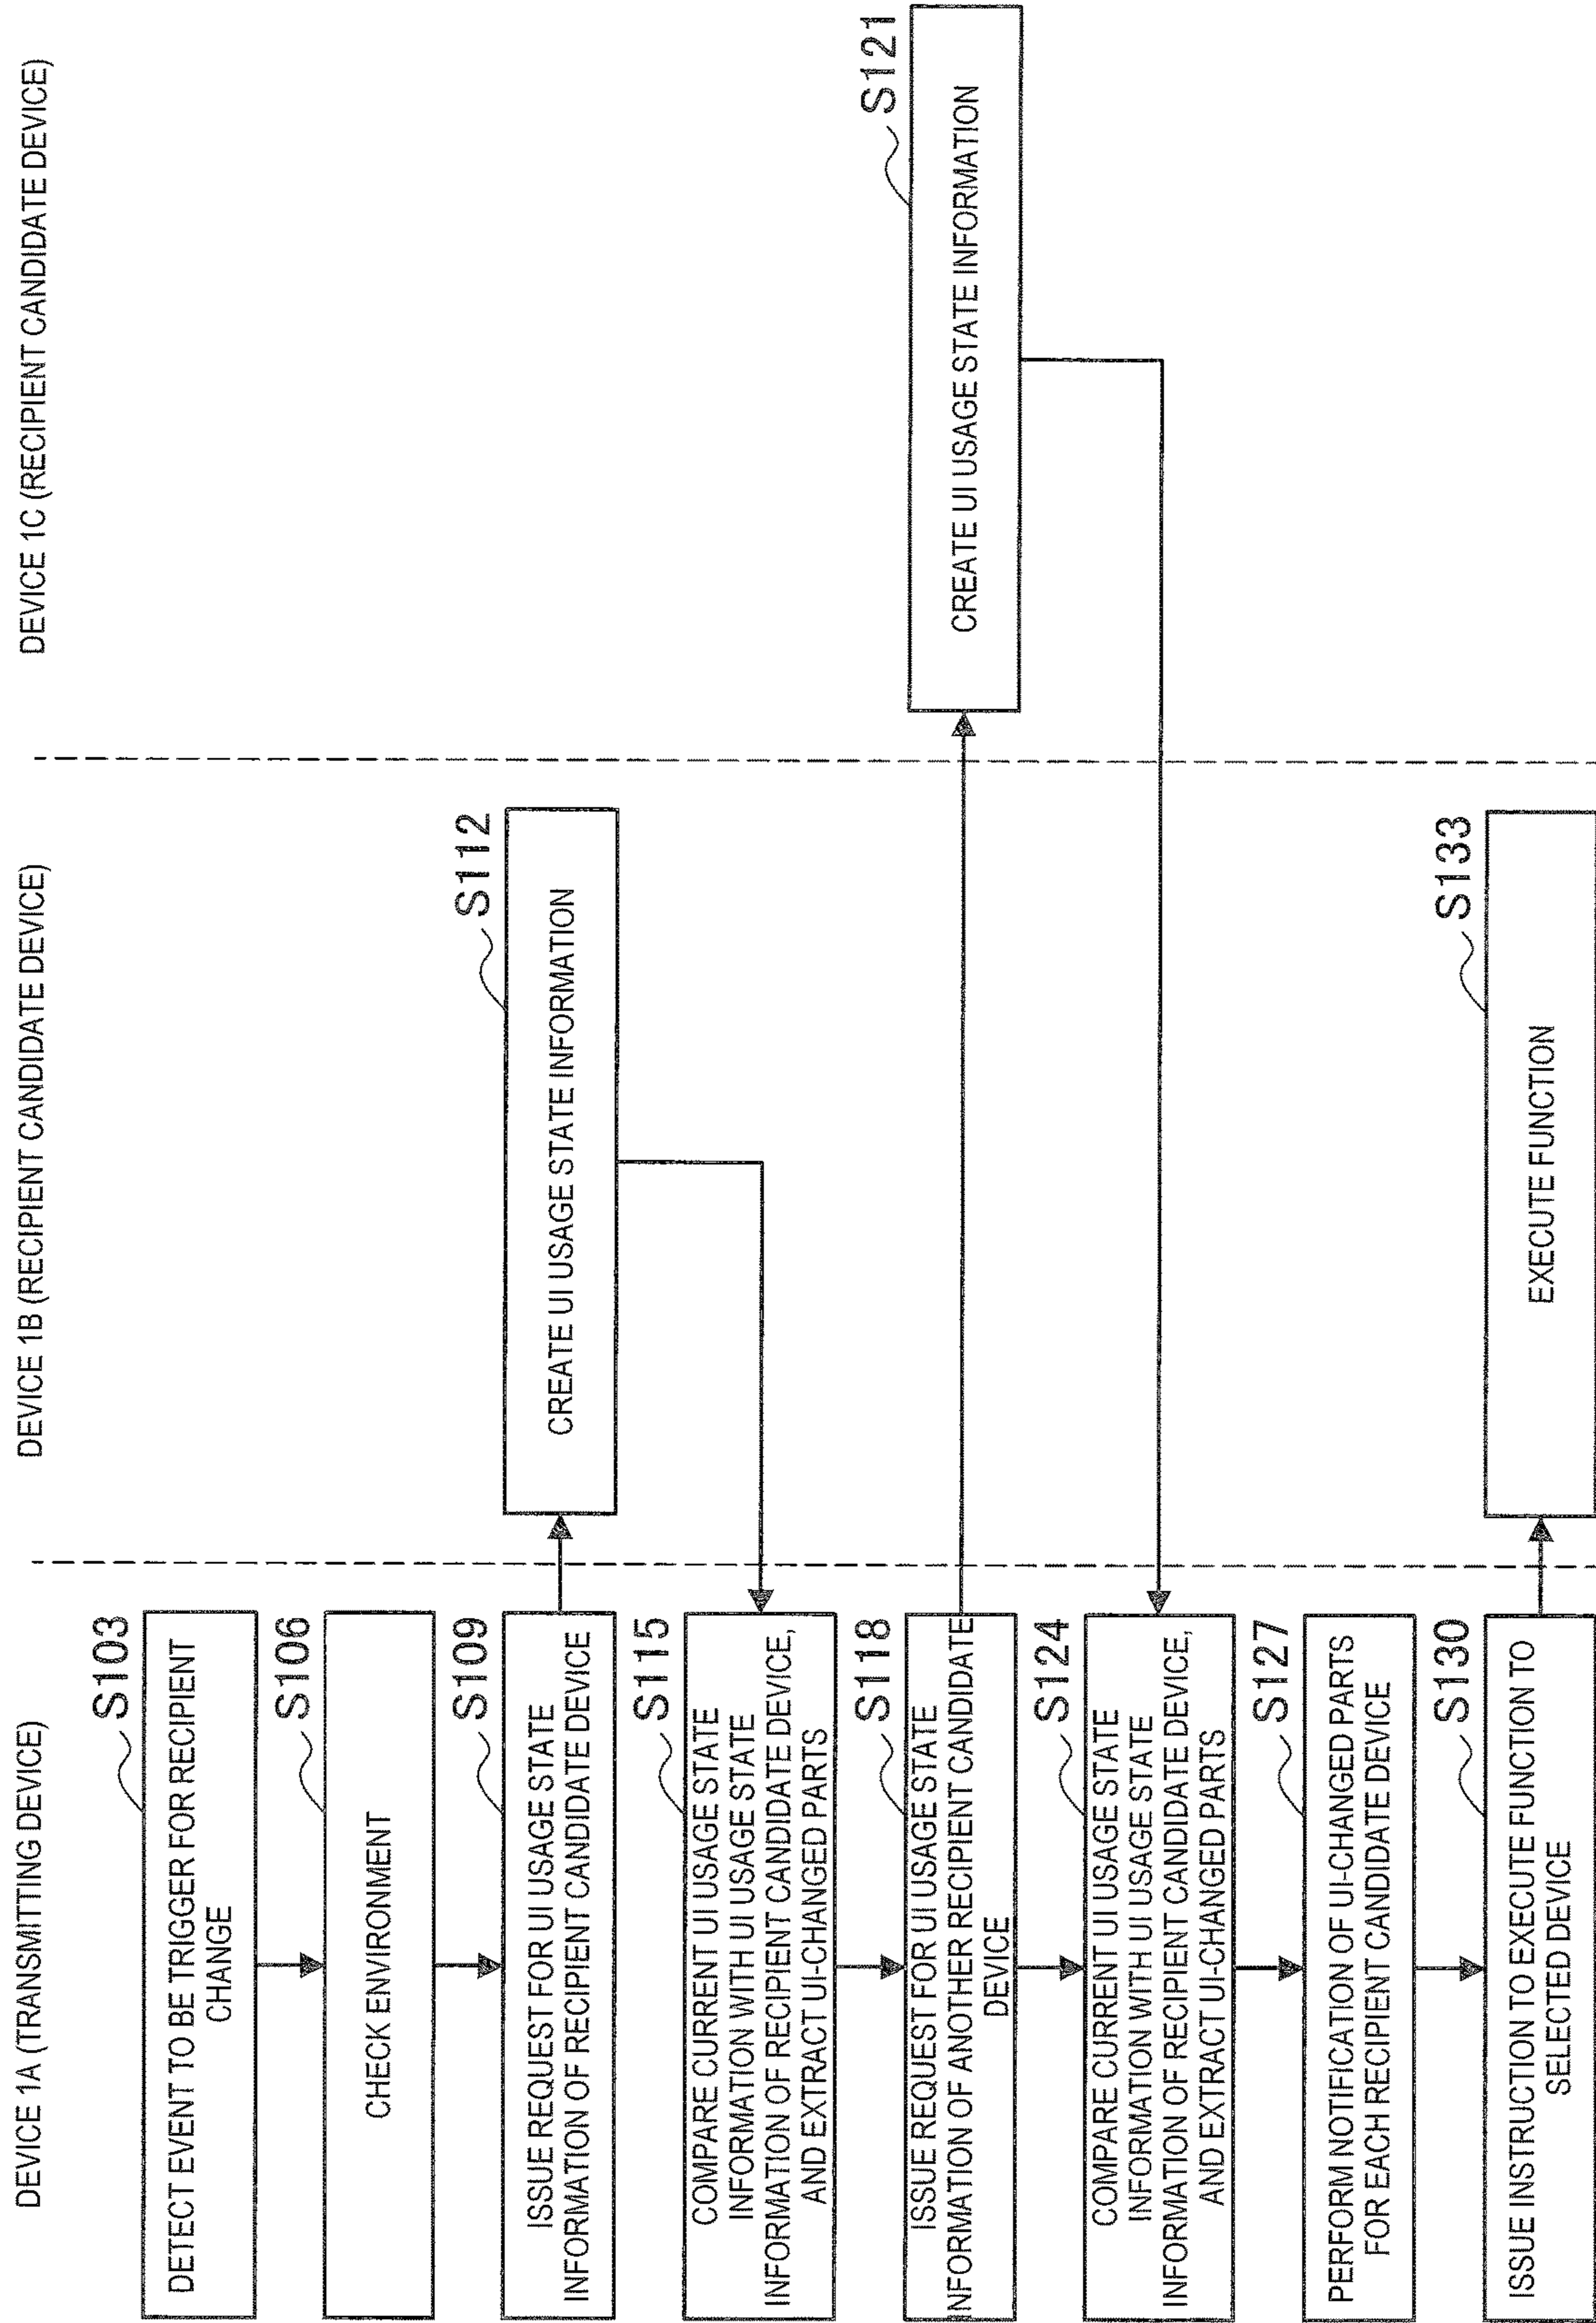 DEVICE 1A (TRANSMITTING DEVICE)
DEVICE 1B (RECIPIENT CANDIDATE DEVICE)
DEVICE 1C (RECIPIENT CANDIDATE DEVICE)
S103
DETECT EVENT TO BE TRIGGER FOR RECIPIENT
CHANGE
S106
CHECK ENVIRONMENT
S109
ISSUE REQUEST FOR UI USAGE STATE
INFORMATION OF RECIPIENT CANDIDATE DEVICE
S112
CREATE UI USAGE STATE INFORMATION
S115
COMPARE CURRENT UI USAGE STATE
INFORMATION WITH UI USAGE STATE
INFORMATION OF RECIPIENT CANDIDATE DEVICE,
AND EXTRACT UI-CHANGED PARTS
S118
ISSUE REQUEST FOR UI USAGE STATE
INFORMATION OF ANOTHER RECIPIENT CANDIDATE
DEVICE
S121
CREATE UI USAGE STATE INFORMATION
S124
COMPARE CURRENT UI USAGE STATE
INFORMATION WITH UI USAGE STATE
INFORMATION OF RECIPIENT CANDIDATE DEVICE,
AND EXTRACT UI-CHANGED PARTS
S127
PERFORM NOTIFICATION OF UI-CHANGED PARTS
FOR EACH RECIPIENT CANDIDATE DEVICE
S130
ISSUE INSTRUCTION TO EXECUTE FUNCTION TO
SELECTED DEVICE
S133
EXECUTE FUNCTION